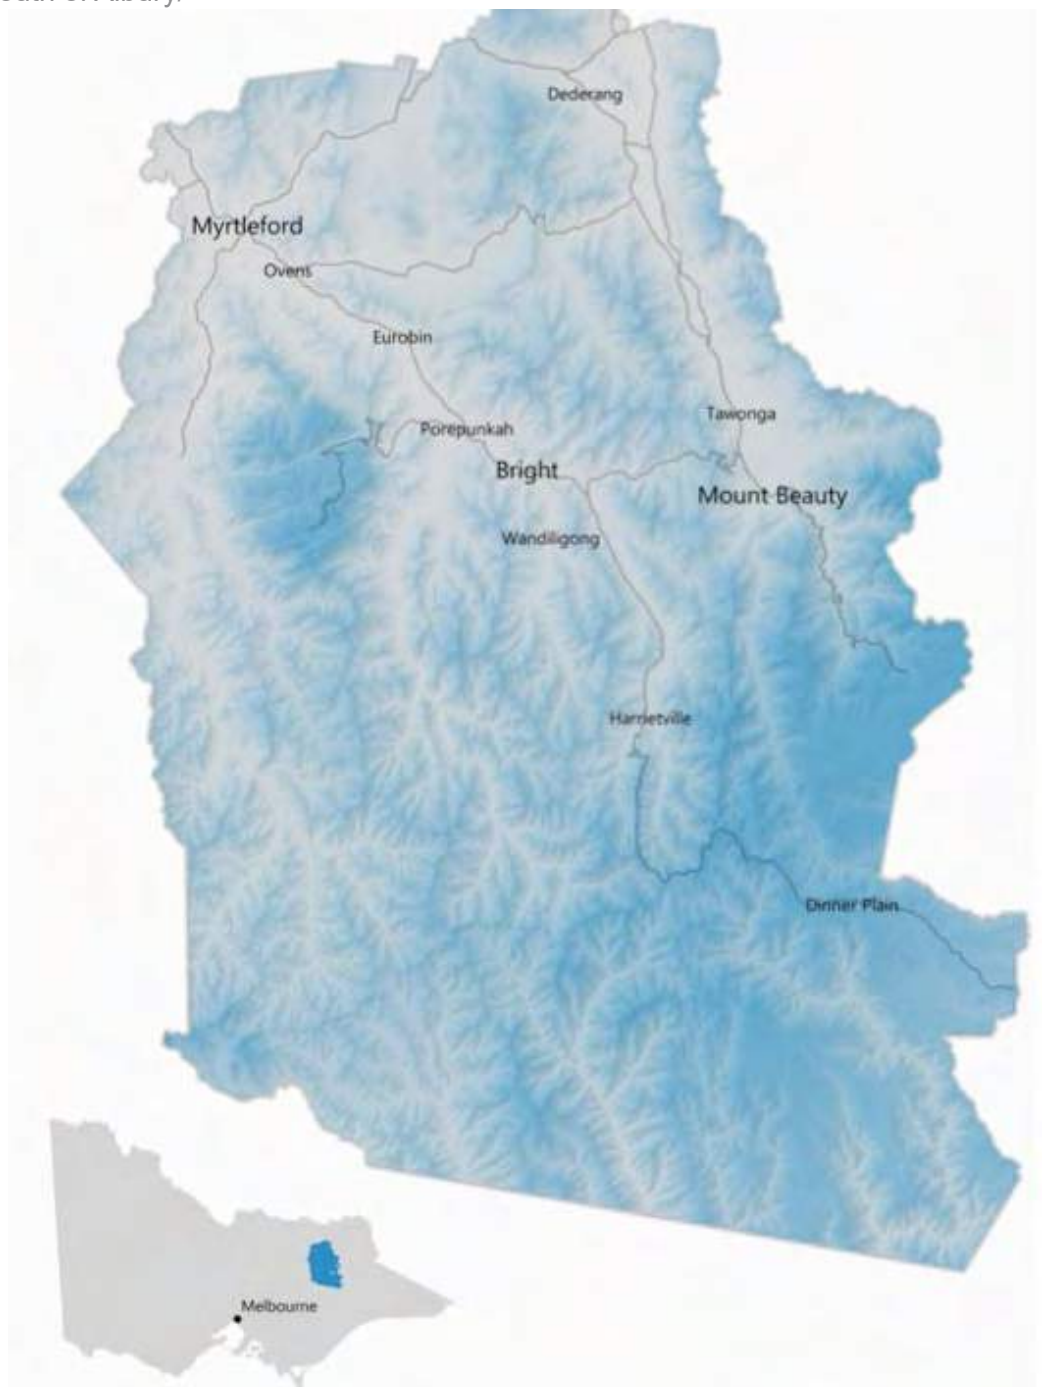 Dederang
Myrtleford
Ovens
Eurobin
Tawonga
Porepunkah
Bright
Mount Beauty
Wandiligong
Harrietville
Dinner Plain
Melbourne